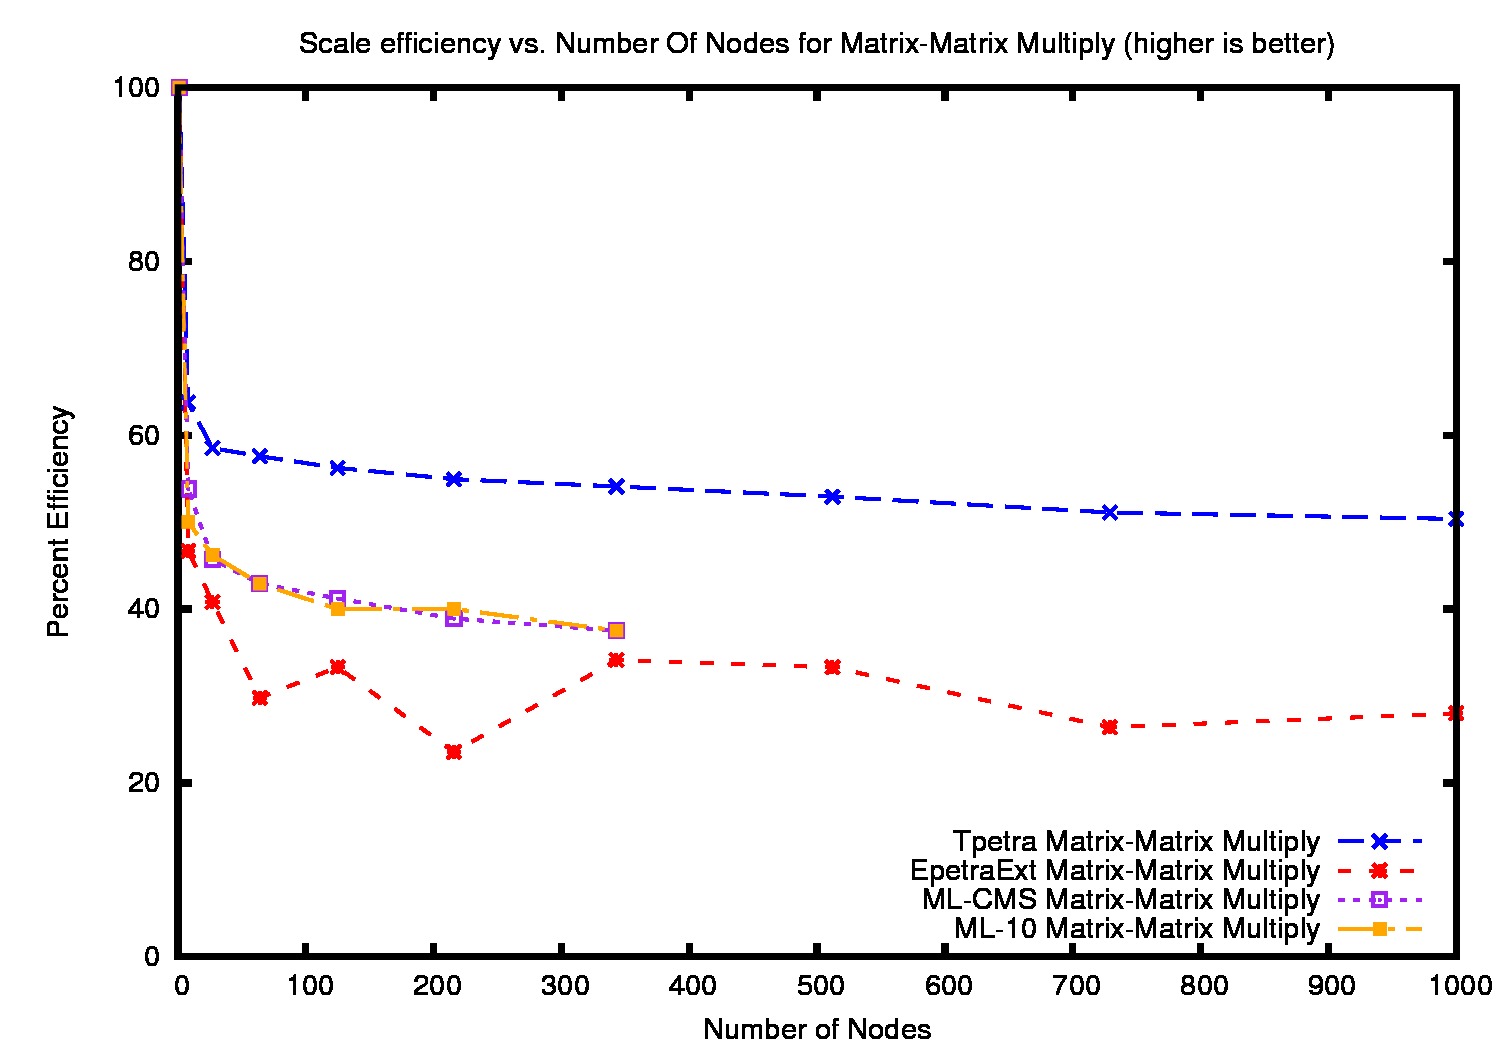 Scale efficiency vs. Number Of Nodes for Matrix-Matrix Multiply (higher is better)
100
80
60
40
20
0
Percent Efficiency
Tpetra Matrix-Matrix Multiply
EpetraExt Matrix-Matrix Multiply
ML-CMS Matrix-Matrix Multiply
ML-10 Matrix-Matrix Multiply
0 100 200 300 400 500 600 700 800 900 1000
Number of Nodes